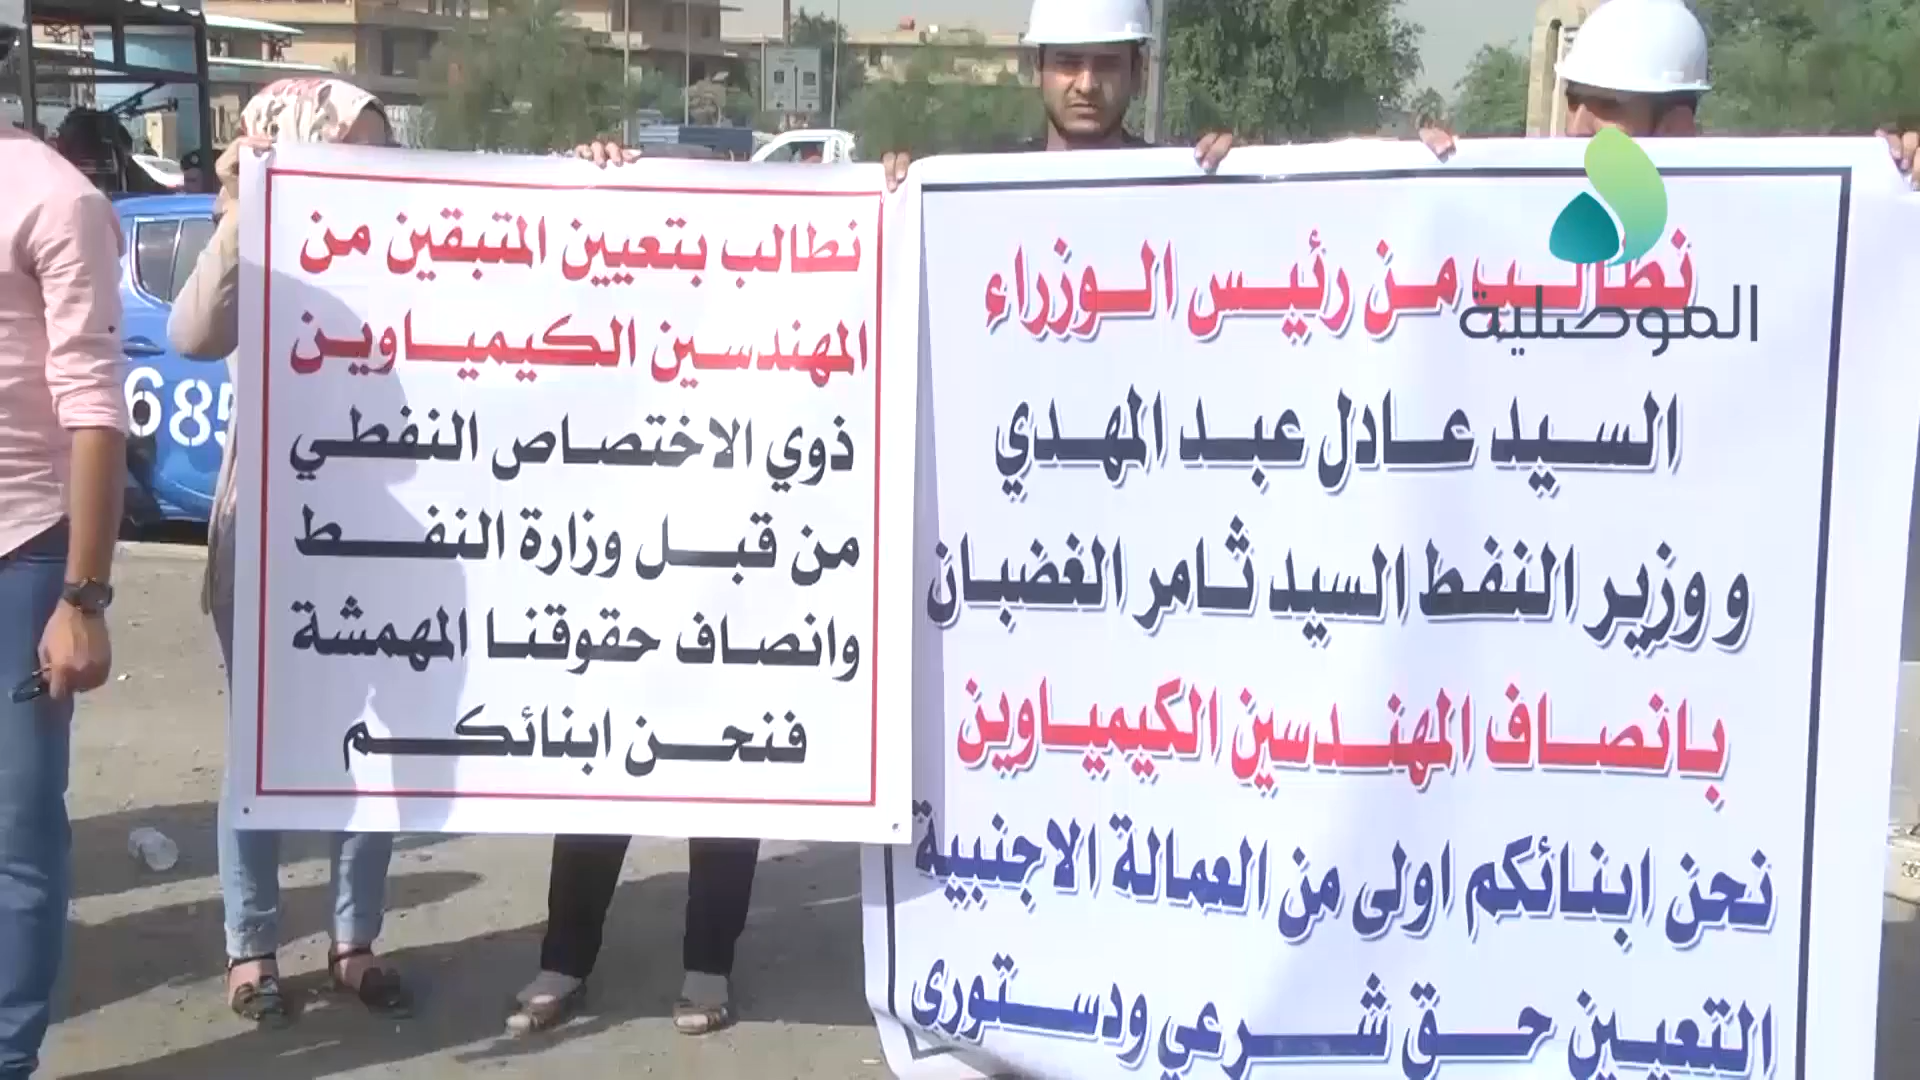 نطالب من رئيس الوزراء
السيد عادل عبد المهدي
و وزير النفط السيد ثامر الغضبان
بانصاف المهندسين الكيمياوين
نحن ابنائكم اولى من العمالة الاجنبية
التعيين حق شرعي ودستوري
نطالب بتعيين المتبقين من
المهندسين الكيمياوين
ذوي الاختصاص النفطي
من قبل وزارة النفط
وانصاف حقوقنا المهمشة
فنحن ابنائكم
الموصلية
685